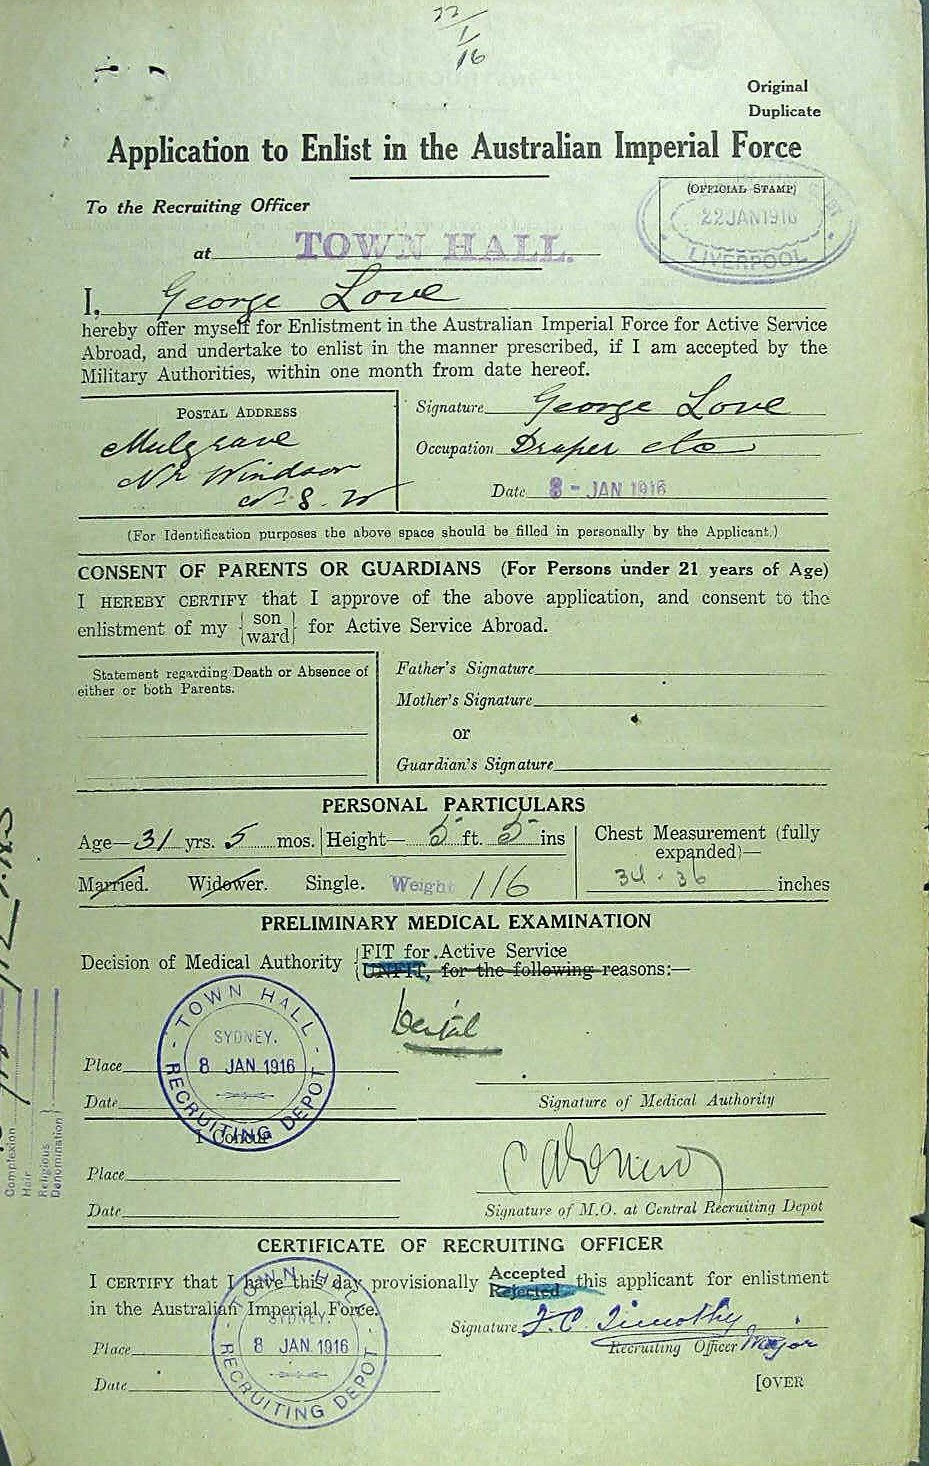 22
1
16
Original
Duplicate
Application to Enlist in the Australian Imperial Force
(OFFICIAL STAMP)
22 JAN 1916
LIVERPOOL
To the Recruiting Officer
at TOWN HALL.
I, George Love
hereby offer myself for Enlistment in the Australian Imperial Force for Active Service
Abroad, and undertake to enlist in the manner prescribed, if I am accepted by the
Military Authorities, within one month from date hereof.
POSTAL ADDRESS
Mulgrave
Nr Windsor
N.S.W
Signature George Love
Occupation Draper etc
Date 8 - JAN 1916
(For Identification purposes the above space should be filled in personally by the Applicant.)
CONSENT OF PARENTS OR GUARDIANS (For Persons under 21 years of Age)
I HEREBY CERTIFY that I approve of the above application, and consent to the
enlistment of my { son ward } for Active Service Abroad.
Statement regarding Death or Absence of
either or both Parents.
Father's Signature
Mother's Signature
or
Guardian's Signature
PERSONAL PARTICULARS
Age—31 yrs. 5 mos. Height—5 ft. 5 ins
Chest Measurement (fully
expanded)—
34 - 36 inches
Married. Widower. Single. Weight 116
PRELIMINARY MEDICAL EXAMINATION
Decision of Medical Authority { FIT for Active Service
UNFIT, for the following reasons:—
Dental
TOWN HALL
SYDNEY.
8 JAN 1916
RECRUITING DEPOT
Place
Date
Signature of Medical Authority
I Concur
Place
Date
Signature of M.O. at Central Recruiting Depot
Complexion
Hair
Religious
Denomination
CERTIFICATE OF RECRUITING OFFICER
I CERTIFY that I have this day provisionally Accepted Rejected this applicant for enlistment
in the Australian Imperial Force.
TOWN HALL
SYDNEY.
8 JAN 1916
RECRUITING DEPOT
Signature F.C. Timothy
Recruiting Officer Major
Place
Date
[OVER